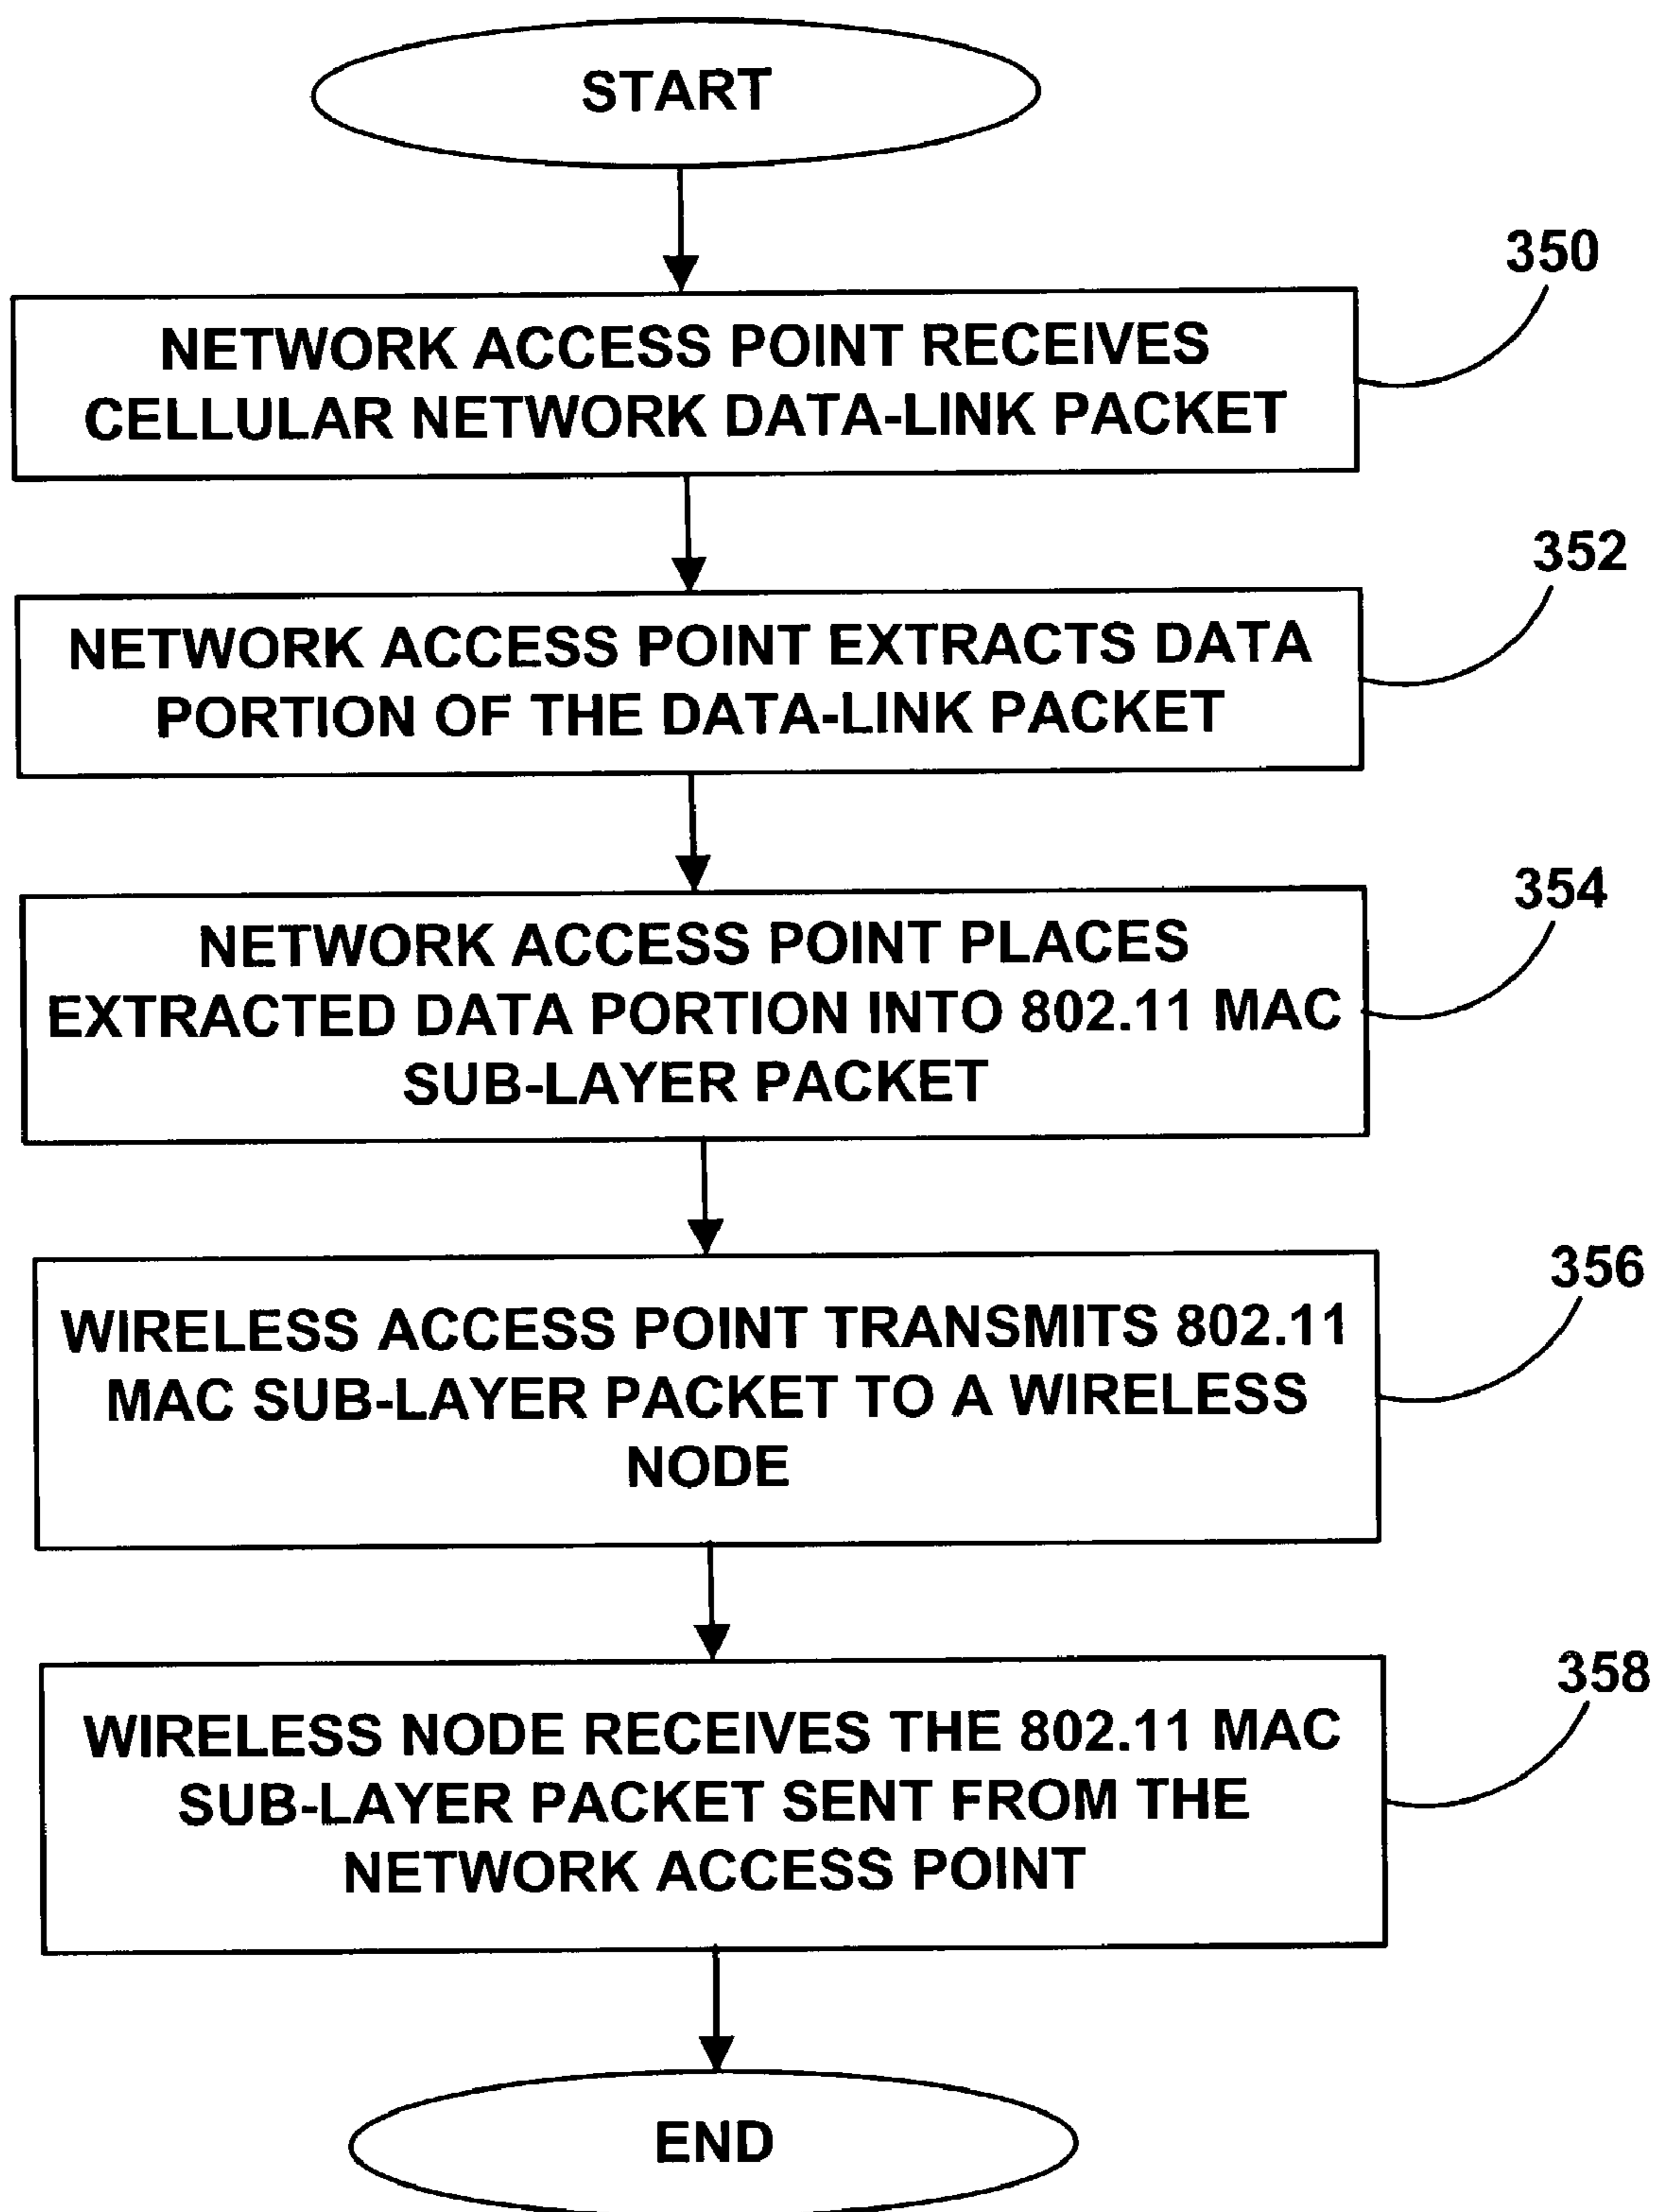 START
350
NETWORK ACCESS POINT RECEIVES
CELLULAR NETWORK DATA-LINK PACKET
352
NETWORK ACCESS POINT EXTRACTS DATA
PORTION OF THE DATA-LINK PACKET
354
NETWORK ACCESS POINT PLACES
EXTRACTED DATA PORTION INTO 802.11 MAC
SUB-LAYER PACKET
356
WIRELESS ACCESS POINT TRANSMITS 802.11
MAC SUB-LAYER PACKET TO A WIRELESS
NODE
358
WIRELESS NODE RECEIVES THE 802.11 MAC
SUB-LAYER PACKET SENT FROM THE
NETWORK ACCESS POINT
END